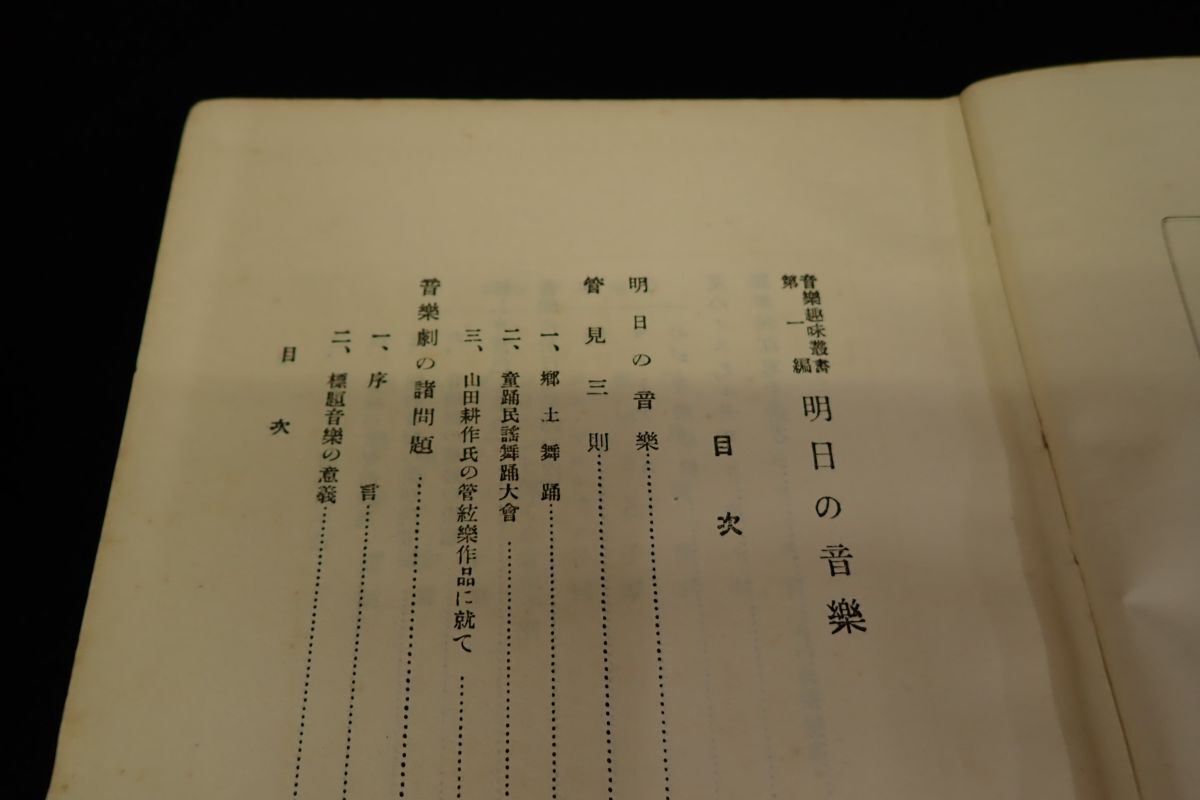 音樂趣味叢書
第一編
明日の音樂
目次
明日の音樂
管見三則
一、鄕土舞踊
二、童踊民謠舞踊大會
三、山田耕作氏の管絃樂作品に就て
音樂劇の諸問題
一、序言
二、標題音樂の意義
目次